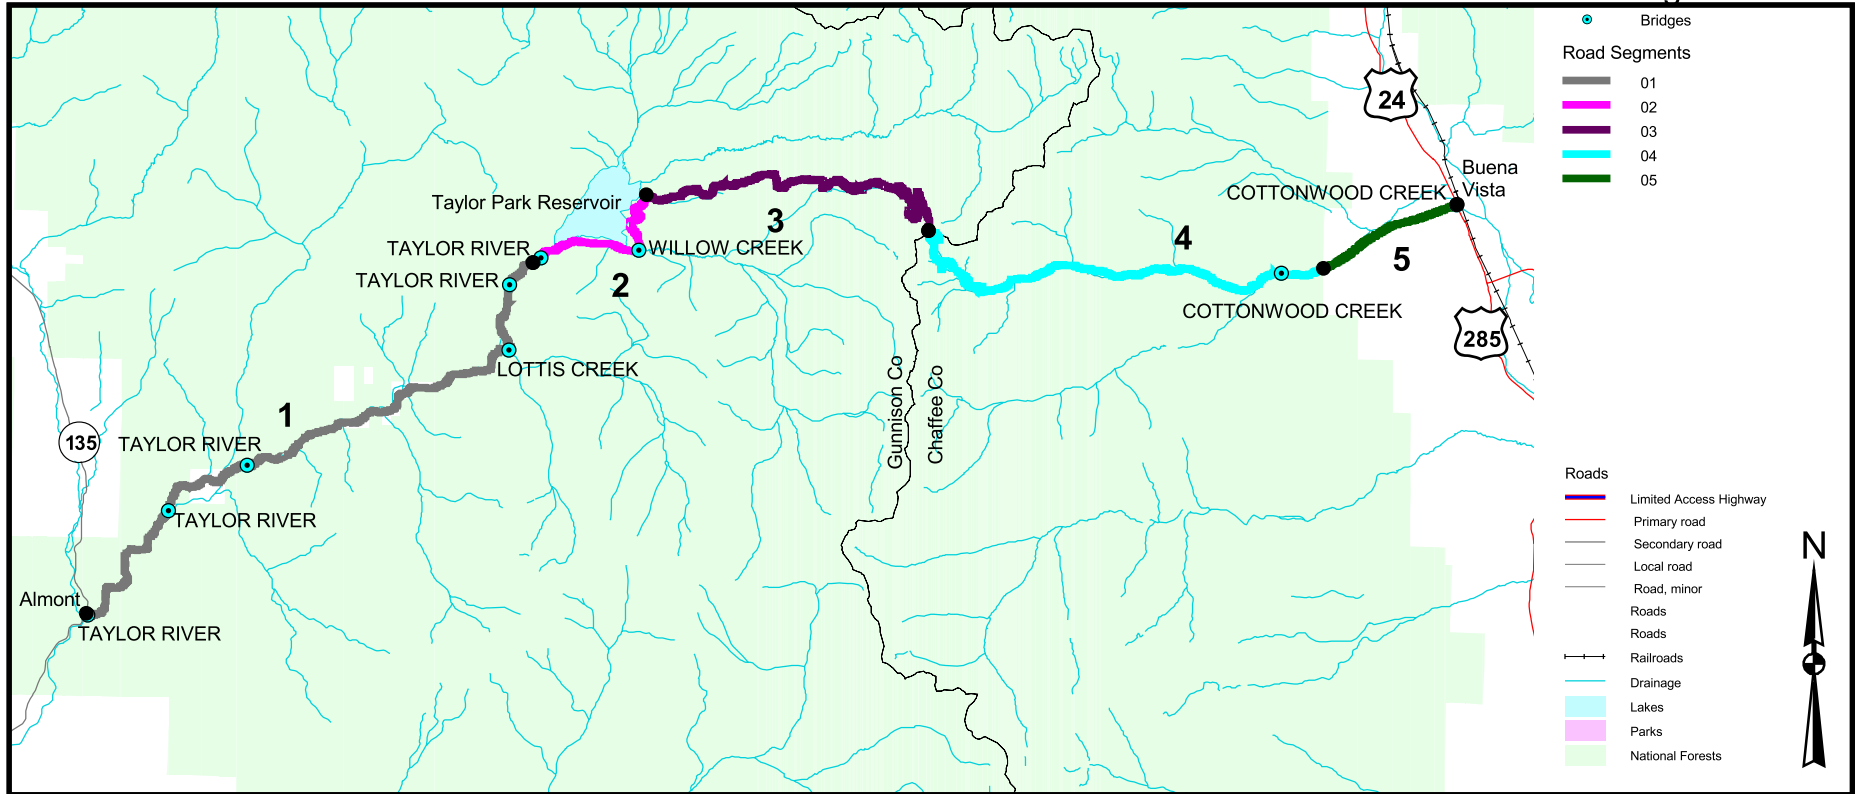 Bridges
Road Segments
01
02
03
04
05
24
Buena
Vista
COTTONWOOD CREEK
Taylor Park Reservoir
3
TAYLOR RIVER
WILLOW CREEK
4
5
TAYLOR RIVER
2
COTTONWOOD CREEK
285
LOTTIS CREEK
Gunnison Co
Chaffee Co
1
135
TAYLOR RIVER
TAYLOR RIVER
Almont
TAYLOR RIVER
Roads
Limited Access Highway
Primary road
Secondary road
Local road
Road, minor
Roads
Roads
Railroads
Drainage
Lakes
Parks
National Forests
N